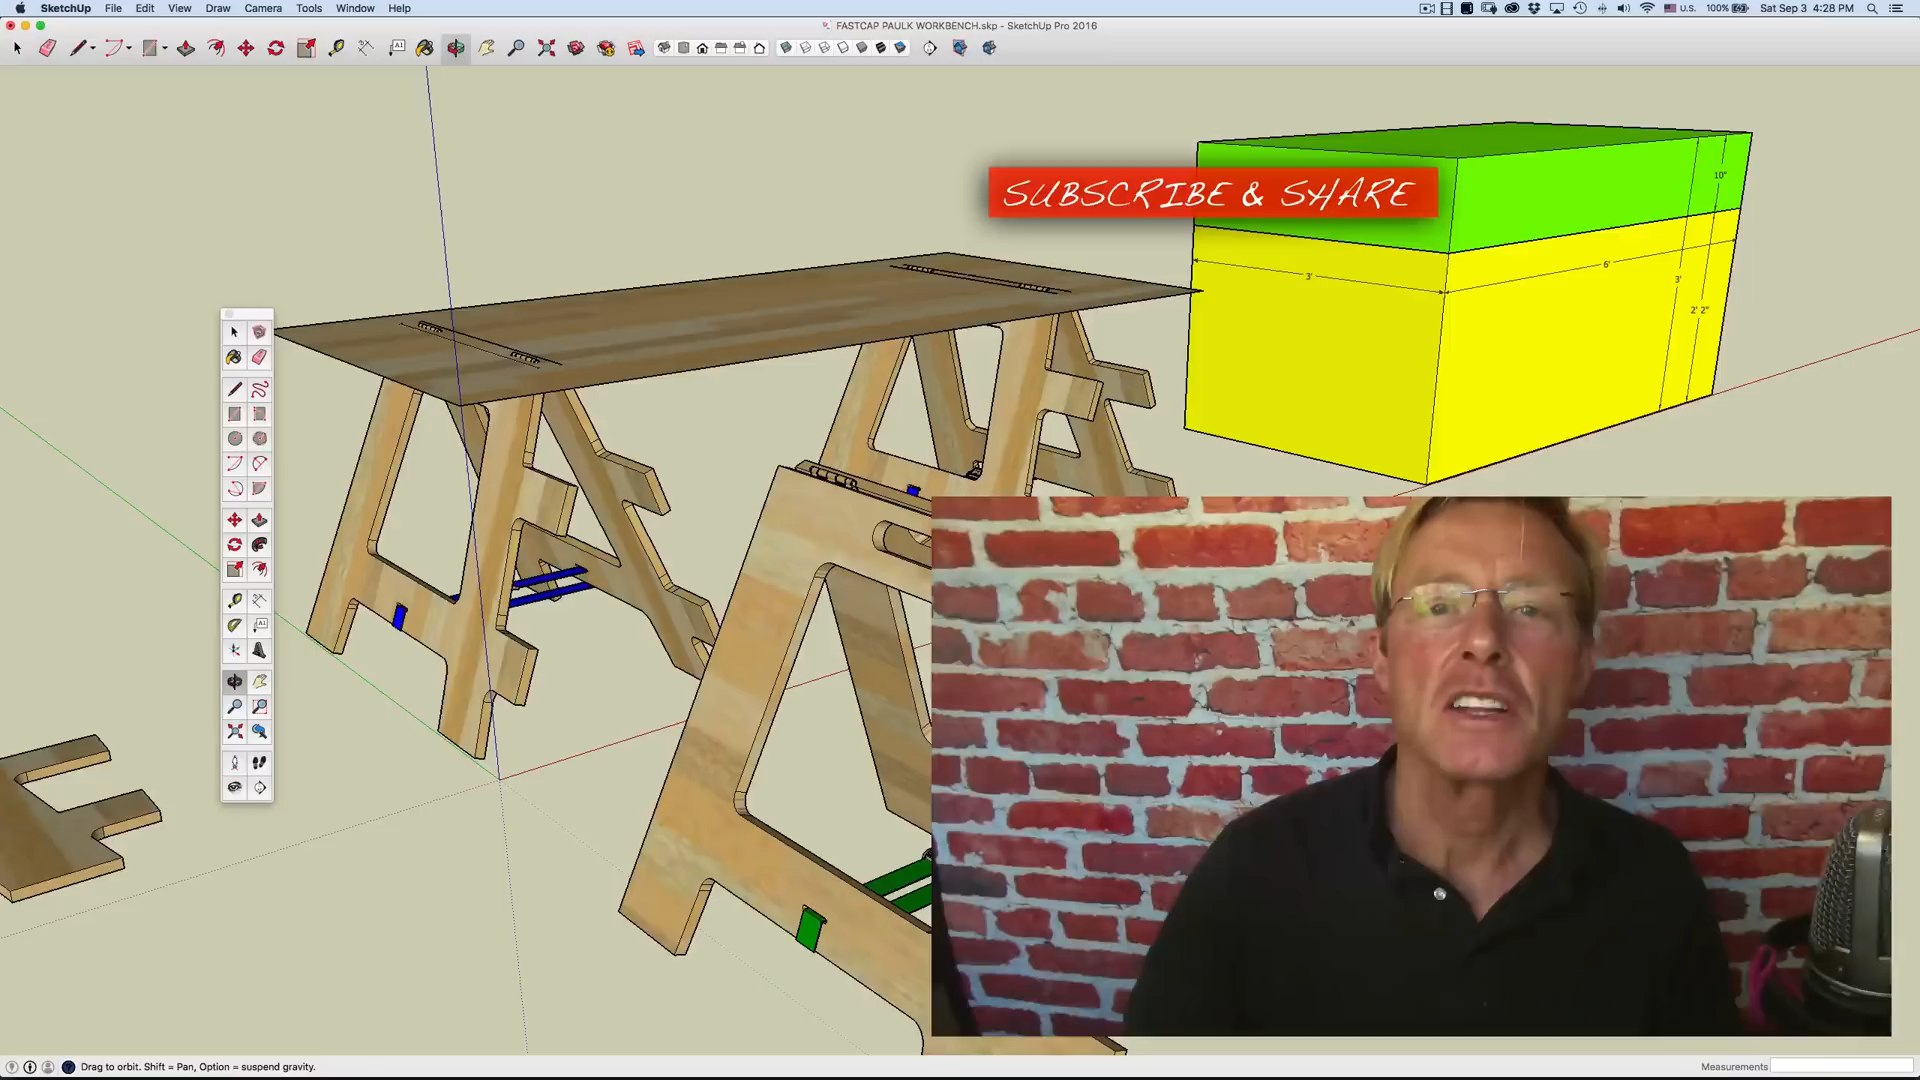 SketchUp File Edit View Draw Camera Tools Window Help
U.S. 100% Sat Sep 3 4:28 PM
FASTCAP PAULK WORKBENCH.skp - SketchUp Pro 2016
A1
10"
SUBSCRIBE & SHARE
3'
6'
3'
2' 2"
A1
Drag to orbit. Shift = Pan, Option = suspend gravity.
Measurements